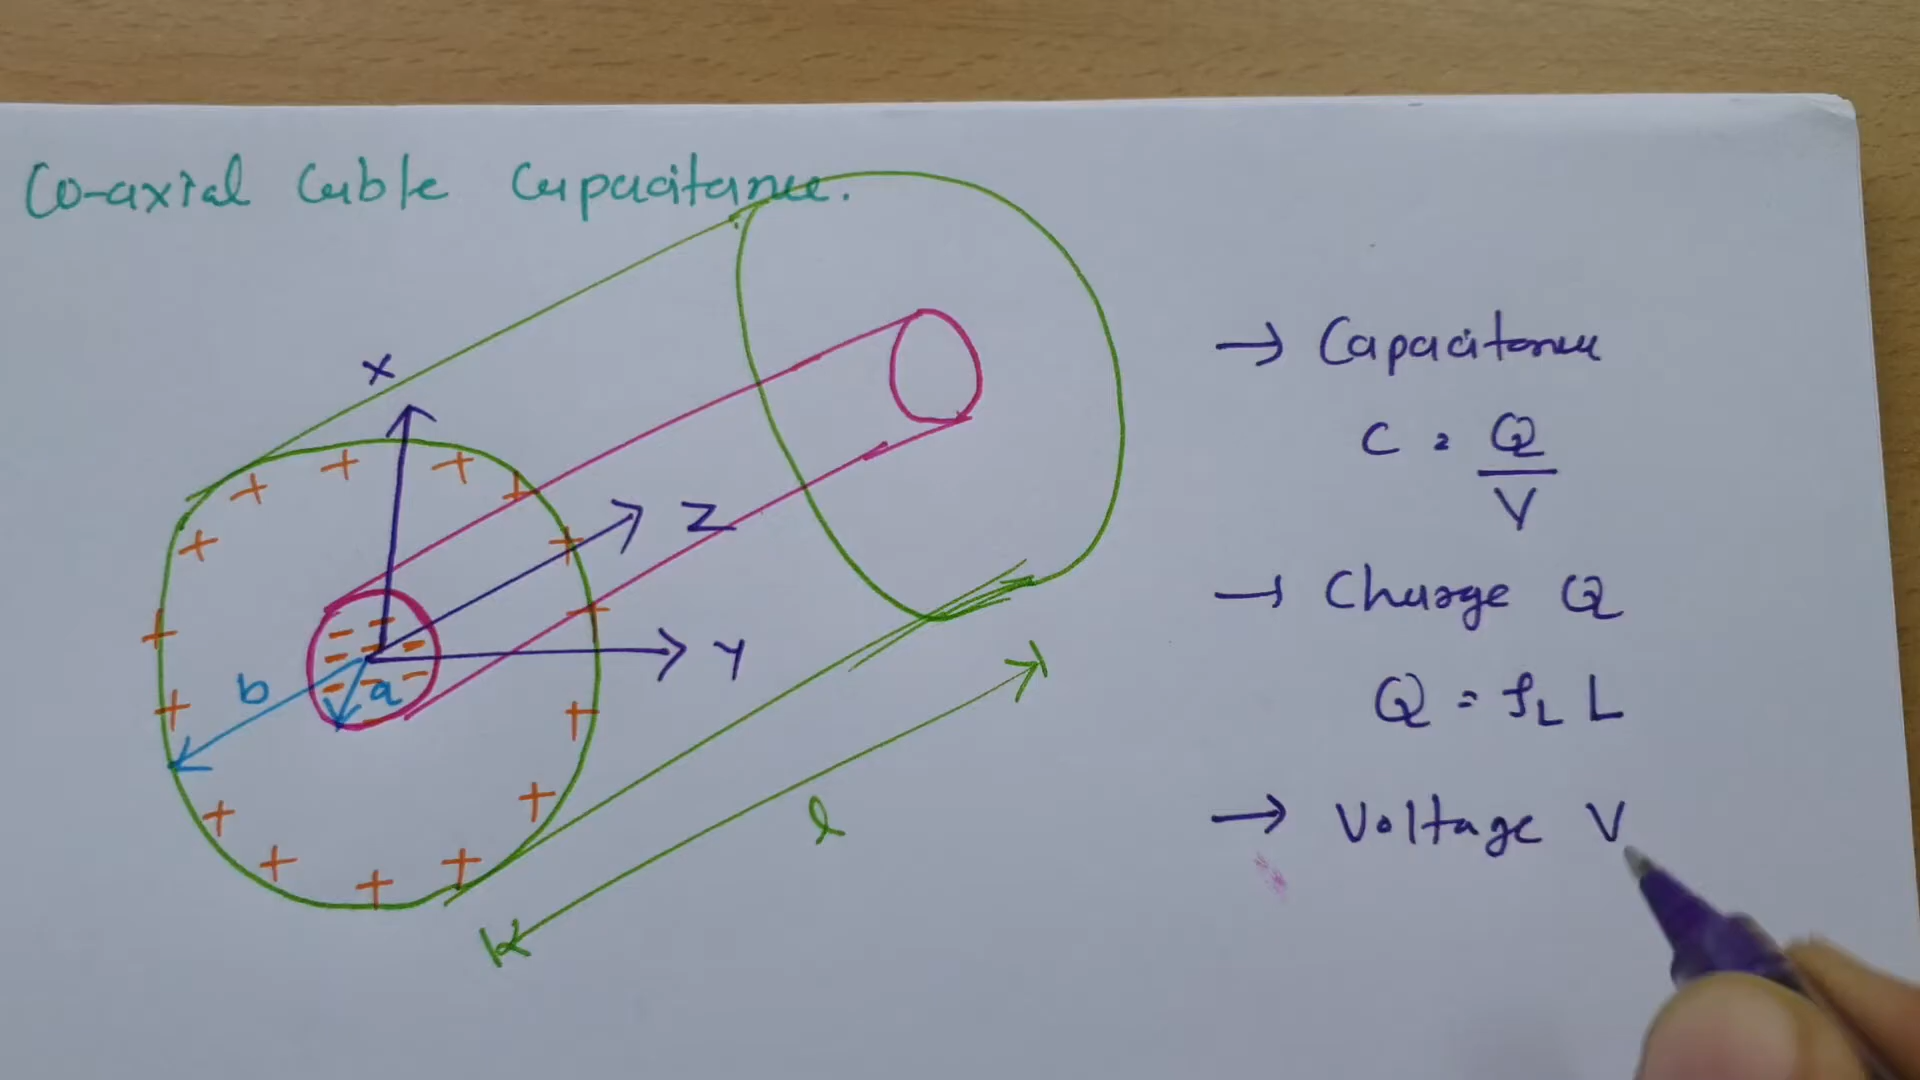 Co-axial Cable Capacitance.
X
Z
Y
b
a
l
→ Capacitance
C = Q
V
→ Charge Q
Q = ρL L
→ Voltage V